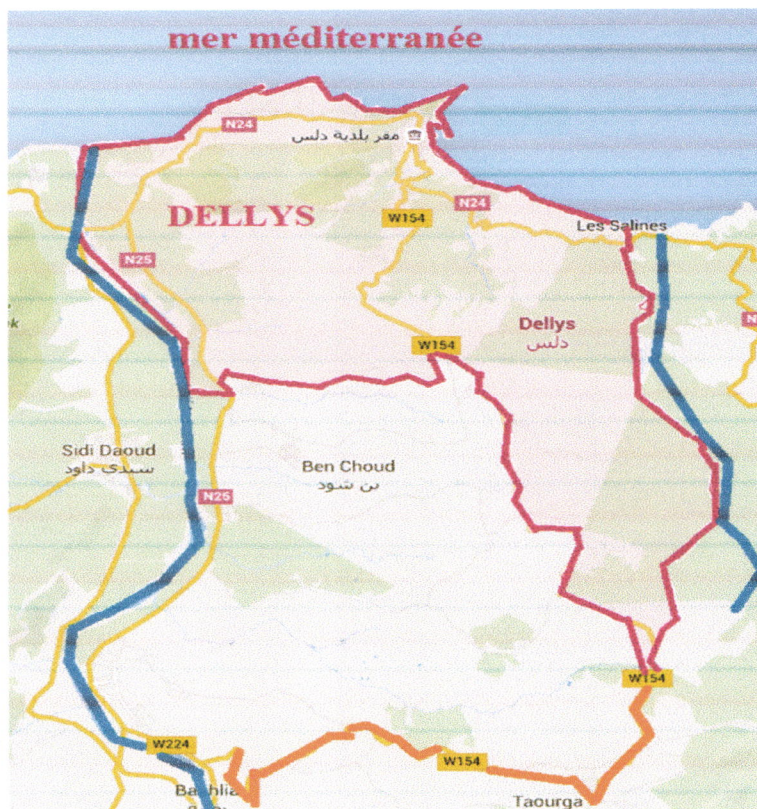 mer méditerranée
N24
مقر بلدية دلس
DELLYS
W154
N24
Les Salines
N25
Dellys
دلس
W154
Sidi Daoud
سيدي داود
Ben Choud
بن شود
N25
W154
W224
W154
Taourga